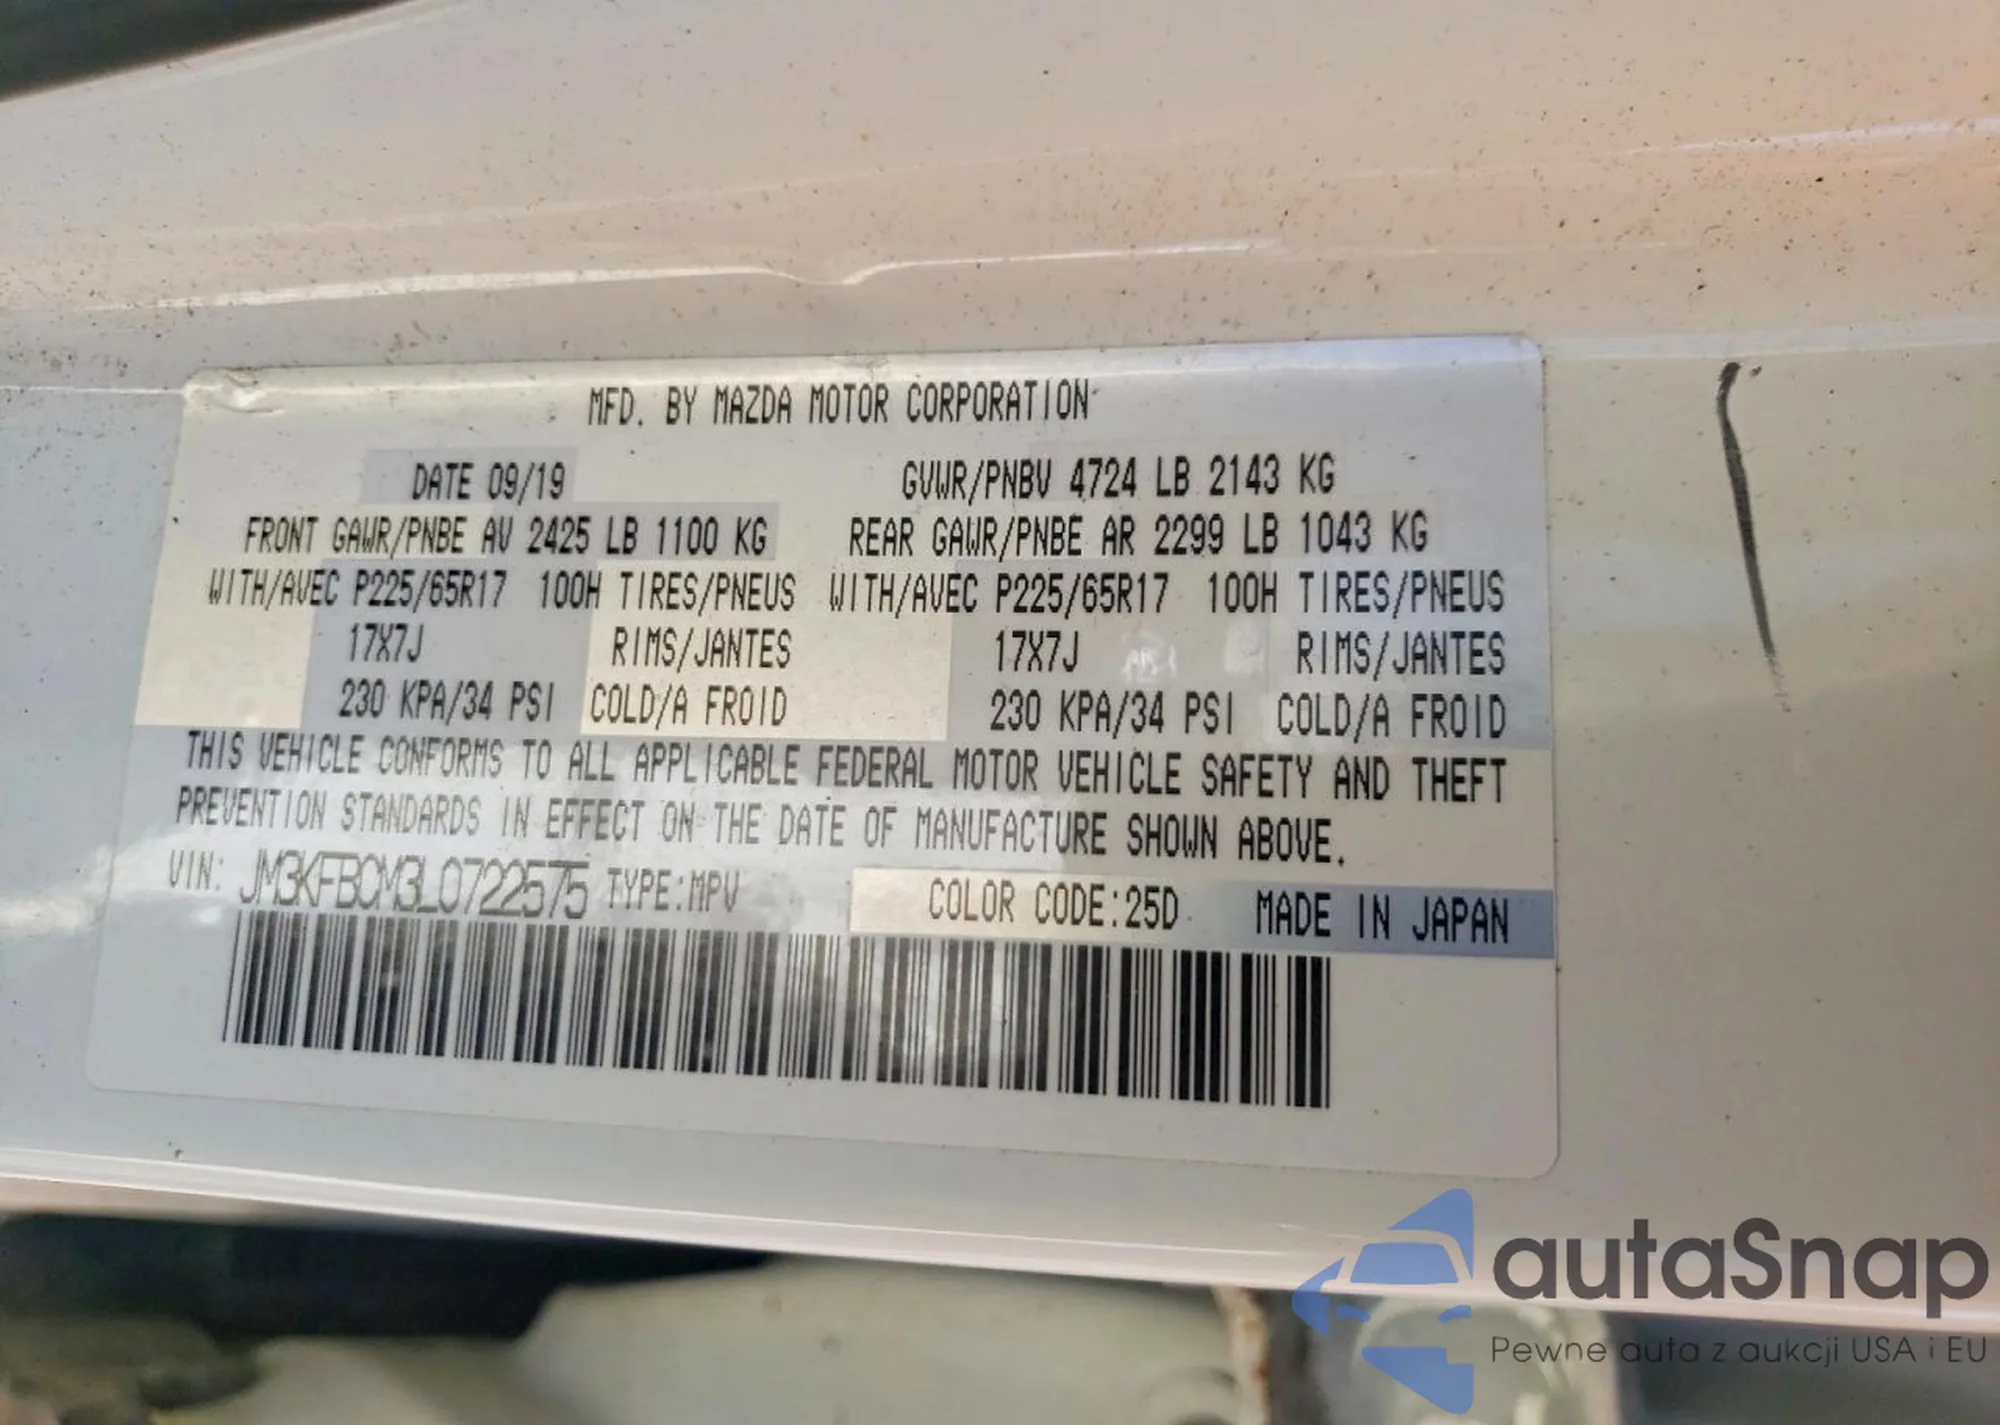 MFD. BY MAZDA MOTOR CORPORATION
DATE 09/19 GVWR/PNBV 4724 LB 2143 KG
FRONT GAWR/PNBE AV 2425 LB 1100 KG REAR GAWR/PNBE AR 2299 LB 1043 KG
WITH/AVEC P225/65R17 100H TIRES/PNEUS WITH/AVEC P225/65R17 100H TIRES/PNEUS
17X7J RIMS/JANTES 17X7J RIMS/JANTES
230 KPA/34 PSI COLD/A FROID 230 KPA/34 PSI COLD/A FROID
THIS VEHICLE CONFORMS TO ALL APPLICABLE FEDERAL MOTOR VEHICLE SAFETY AND THEFT
PREVENTION STANDARDS IN EFFECT ON THE DATE OF MANUFACTURE SHOWN ABOVE.
VIN: JM3KFBCM3L0722575 TYPE:MPV COLOR CODE:25D MADE IN JAPAN
autaSnap
Pewne auta z aukcji USA i EU